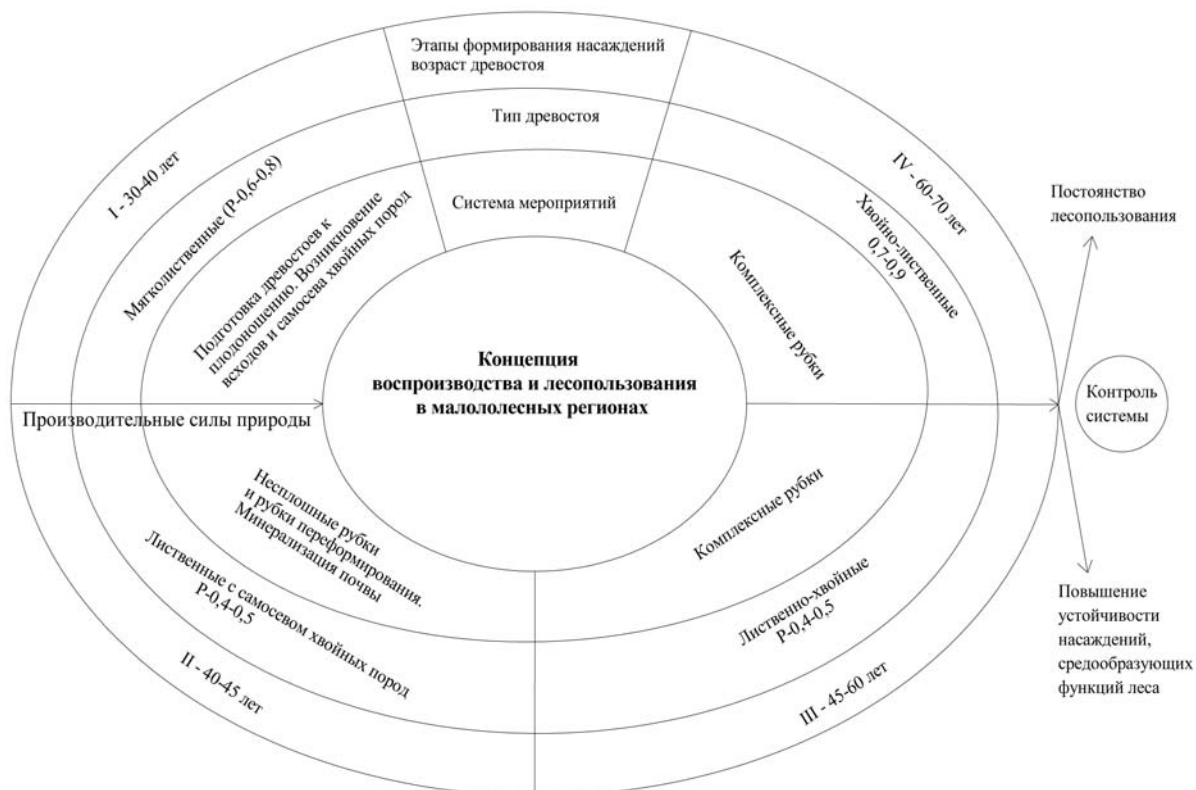 Этапы формирования насаждений
возраст древостоя
Тип древостоя
Система мероприятий
I - 30-40 лет
Мягколиственные (Р-0,6-0,8)
Подготовка древостоев к
плодоношению. Возникновение
всходов и самосева хвойных пород
IV - 60-70 лет
Хвойно-лиственные
0,7-0,9
Комплексные рубки
Концепция
воспроизводства и лесопользования
в малололесных регионах
Производительные силы природы
Несплошные рубки
и рубки переформирования.
Минерализация почвы
Лиственные с самосевом хвойных пород
Р-0,4-0,5
II - 40-45 лет
Комплексные рубки
Лиственно-хвойные
Р-0,4-0,5
III - 45-60 лет
Постоянство
лесопользования
Контроль
системы
Повышение
устойчивости
насаждений,
средообразующих
функций леса